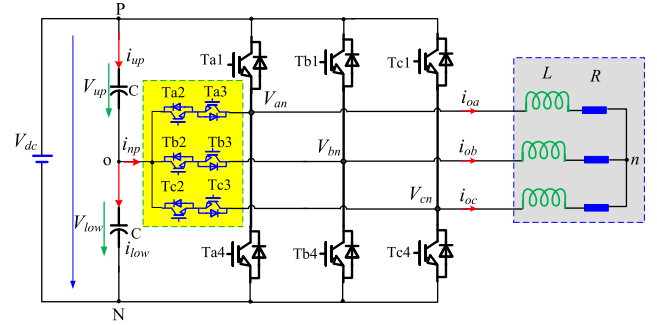 P
Ta1
Tb1
Tc1
i_up
V_up
C
Ta2
Ta3
V_an
i_oa
L
R
V_dc
i_np
o
Tb2
Tb3
V_bn
i_ob
n
Tc2
Tc3
V_cn
i_oc
V_low
C
i_low
Ta4
Tb4
Tc4
N